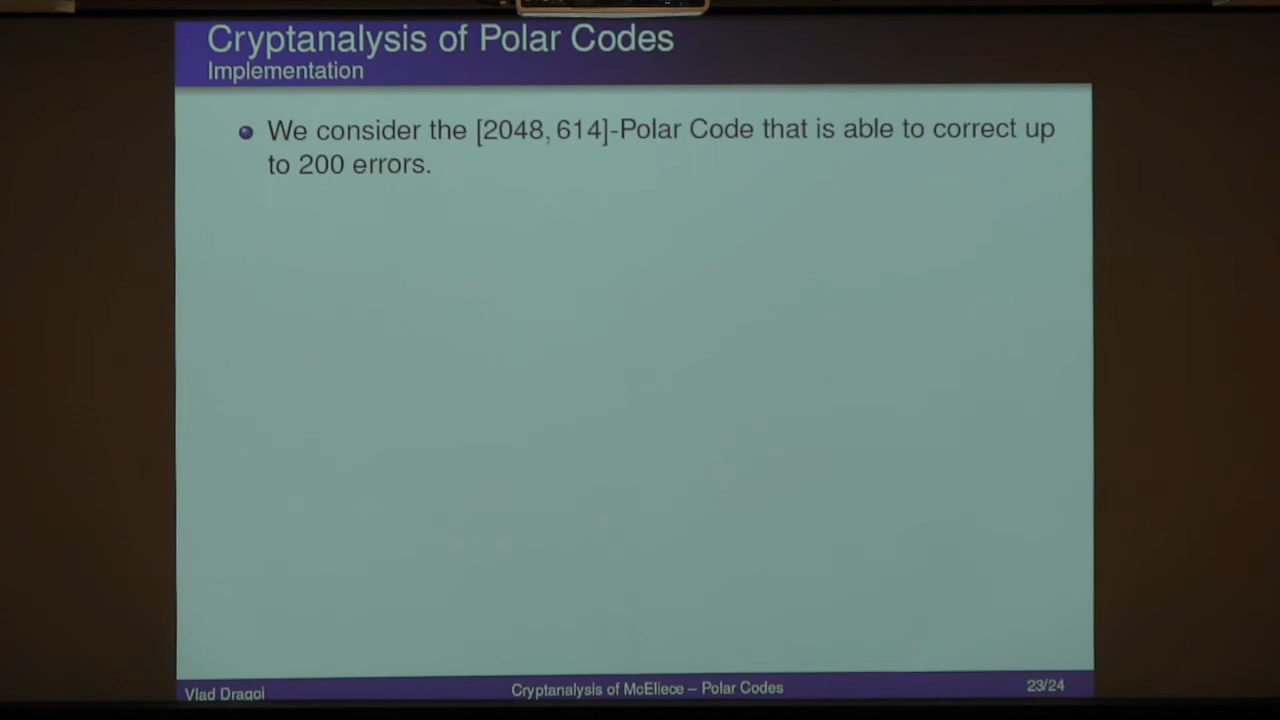 Cryptanalysis of Polar Codes
Implementation
We consider the [2048, 614]-Polar Code that is able to correct up
to 200 errors.
Vlad Dragoi
Cryptanalysis of McEliece – Polar Codes
23/24